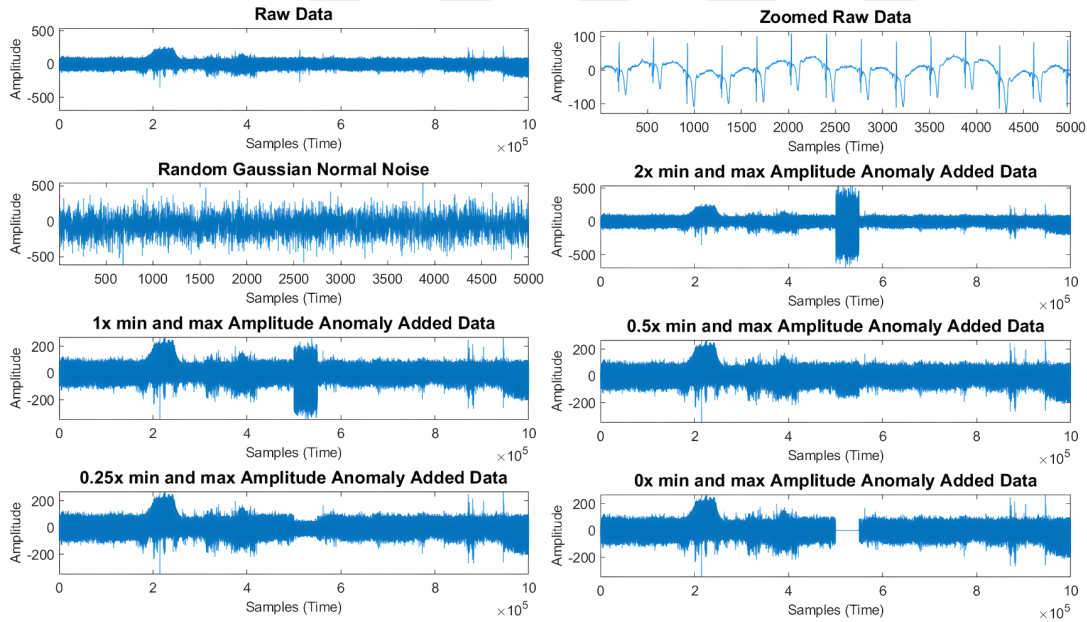 Raw Data
500
0
-500
Amplitude
0 2 4 6 8 10
Samples (Time)
×10^5
Zoomed Raw Data
100
0
-100
Amplitude
500 1000 1500 2000 2500 3000 3500 4000 4500 5000
Samples (Time)
Random Gaussian Normal Noise
500
0
-500
Amplitude
500 1000 1500 2000 2500 3000 3500 4000 4500 5000
Samples (Time)
2x min and max Amplitude Anomaly Added Data
500
0
-500
Amplitude
0 2 4 6 8 10
Samples (Time)
×10^5
1x min and max Amplitude Anomaly Added Data
200
0
-200
Amplitude
0 2 4 6 8 10
Samples (Time)
×10^5
0.5x min and max Amplitude Anomaly Added Data
200
0
-200
Amplitude
0 2 4 6 8 10
Samples (Time)
×10^5
0.25x min and max Amplitude Anomaly Added Data
200
0
-200
Amplitude
0 2 4 6 8 10
Samples (Time)
×10^5
0x min and max Amplitude Anomaly Added Data
200
0
-200
Amplitude
0 2 4 6 8 10
Samples (Time)
×10^5